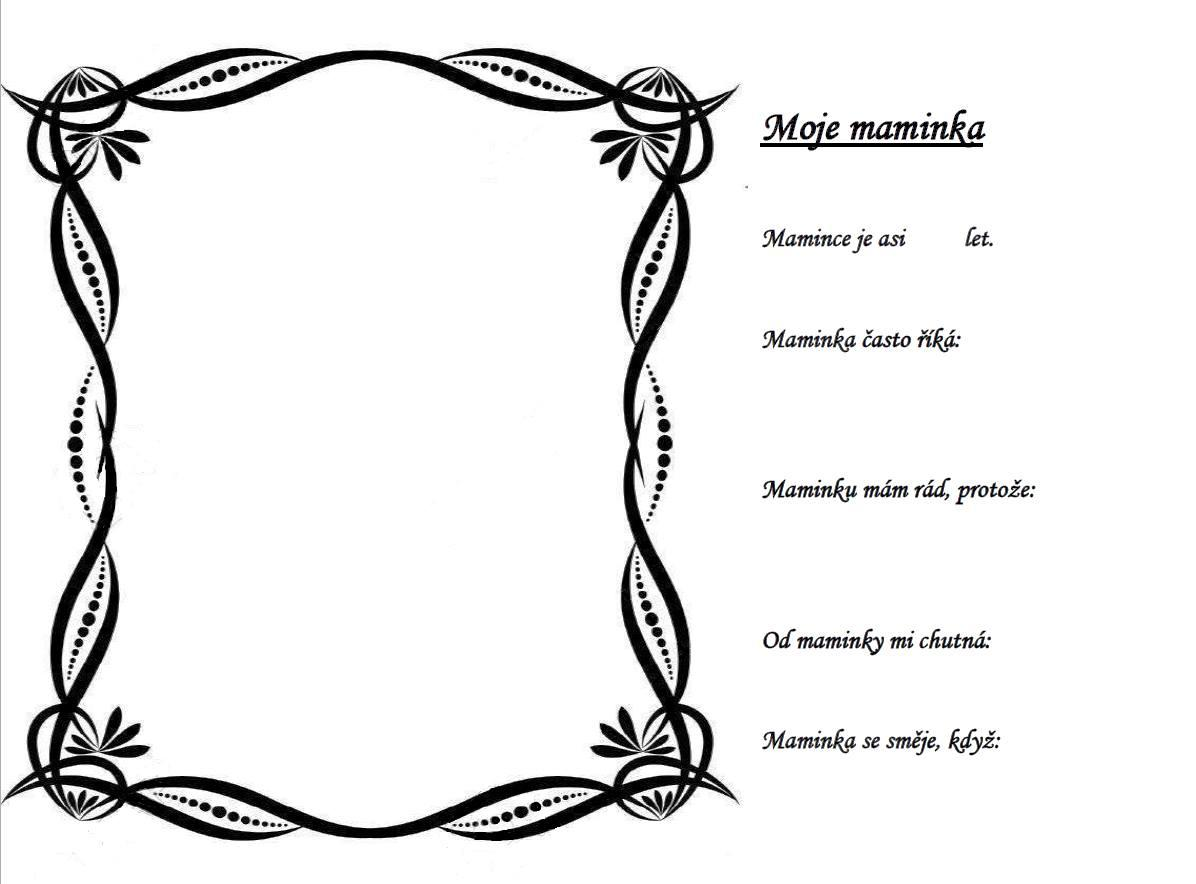 Moje maminka
Mamince je asi let.
Maminka často říká:
Maminku mám rád, protože:
Od maminky mi chutná:
Maminka se směje, když: